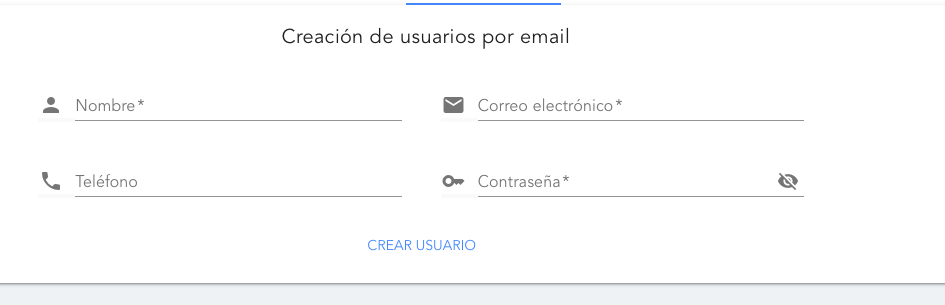 Creación de usuarios por email
Nombre*
Correo electrónico*
Teléfono
Contraseña*
CREAR USUARIO